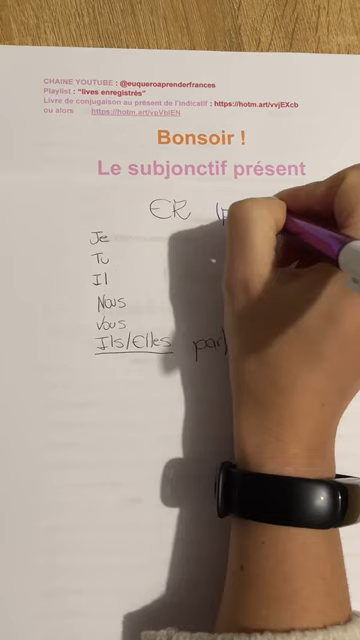 CHAINE YOUTUBE : @euqueroaprenderfrances
Playlist : "lives enregistrés"
Livre de conjugaison au présent de l'indicatif : https://hotm.art/vvjEXcb
ou alors https://hotm.art/vpVblEN
Bonsoir !
Le subjonctif présent
ER
Je
Tu
Il
Nous
Vous
Ils/Elles parl